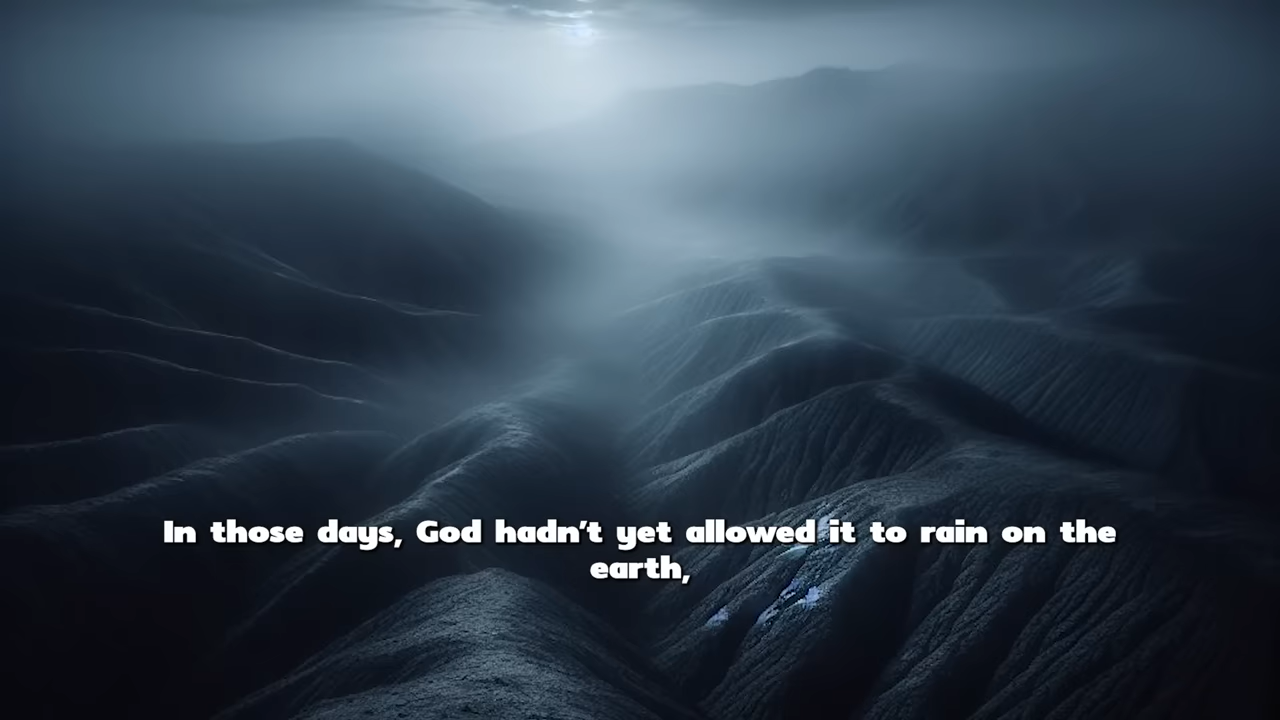 In those days, God hadn't yet allowed it to rain on the
earth,